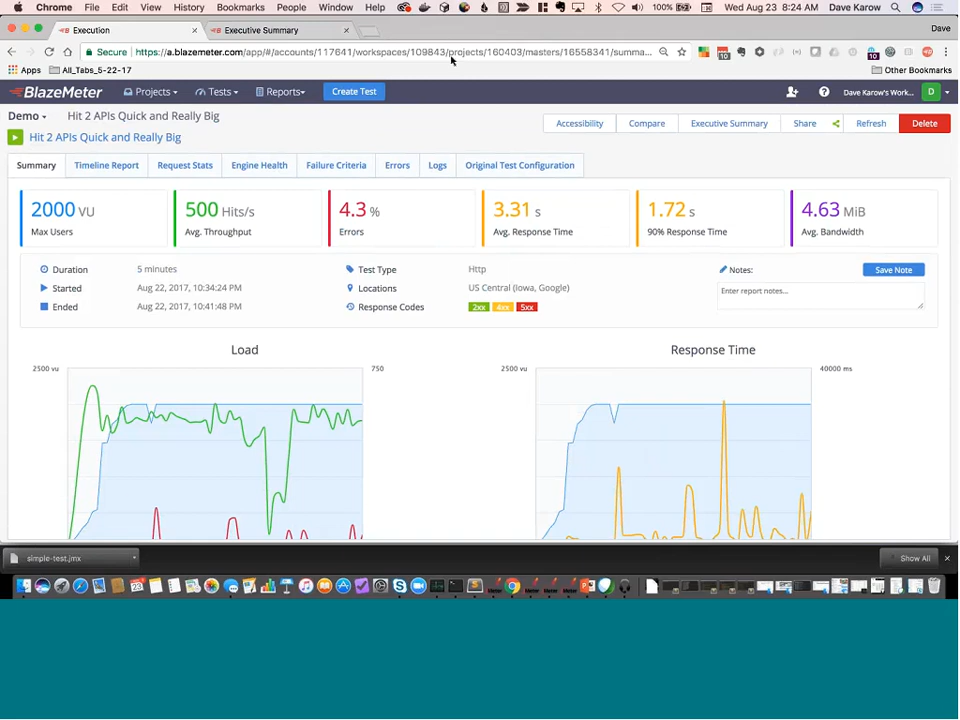 Chrome File Edit View History Bookmarks People Window Help 100% Wed Aug 23 8:24 AM Dave Karow
Execution × Executive Summary × Dave
Secure https://a.blazemeter.com/app/#/accounts/117641/workspaces/109843/projects/160403/masters/16558341/summa...
Apps All_Tabs_5-22-17 Other Bookmarks
BlazeMeter Projects Tests Reports Create Test Dave Karow's Work... D
Demo Hit 2 APIs Quick and Really Big
Hit 2 APIs Quick and Really Big Accessibility Compare Executive Summary Share Refresh Delete
Summary Timeline Report Request Stats Engine Health Failure Criteria Errors Logs Original Test Configuration
2000 VU 500 Hits/s 4.3 % 3.31 s 1.72 s 4.63 MiB
Max Users Avg. Throughput Errors Avg. Response Time 90% Response Time Avg. Bandwidth
Duration 5 minutes Test Type Http Notes: Save Note
Started Aug 22, 2017, 10:34:24 PM Locations US Central (Iowa, Google) Enter report notes...
Ended Aug 22, 2017, 10:41:48 PM Response Codes 2xx 4xx 5xx
Load Response Time
2500 vu 750 2500 vu 40000 ms
simple-test.jmx Show All ×